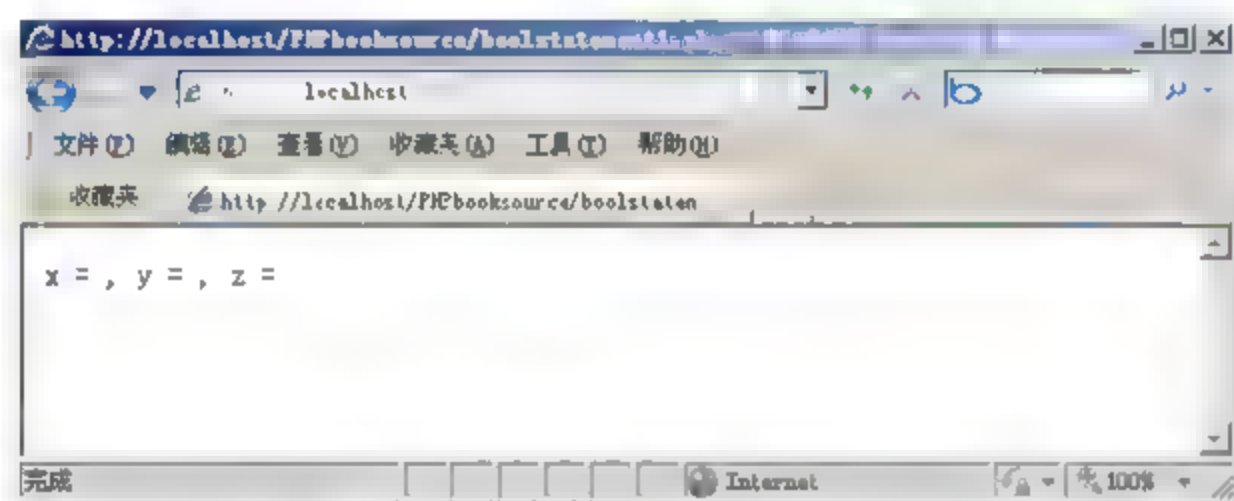 http://localhost/PHPbooksource/boolstatement
localhost
文件(F) 编辑(E) 查看(V) 收藏夹(A) 工具(T) 帮助(H)
收藏夹 http //localhost/PHPbooksource/boolstaten
x = , y = , z =
完成 Internet 100%